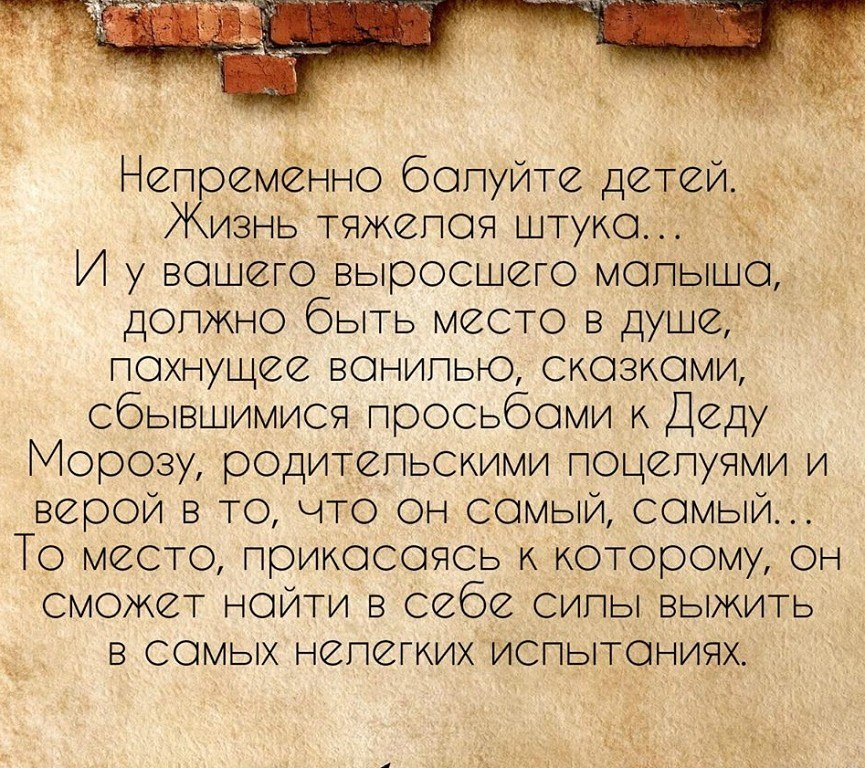 Непременно балуйте детей.
Жизнь тяжелая штука...
И у вашего выросшего малыша,
должно быть место в душе,
пахнущее ванилью, сказками,
сбывшимися просьбами к Деду
Морозу, родительскими поцелуями и
верой в то, что он самый, самый...
То место, прикасаясь к которому, он
сможет найти в себе силы выжить
в самых нелегких испытаниях.